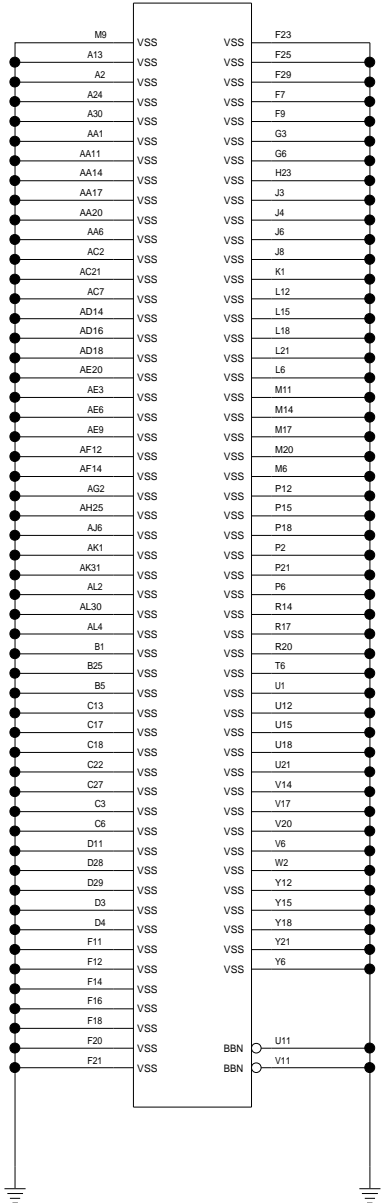 M9 VSS VSS F23
A13 VSS VSS F25
A2 VSS VSS F29
A24 VSS VSS F7
A30 VSS VSS F9
AA1 VSS VSS G3
AA11 VSS VSS G6
AA14 VSS VSS H23
AA17 VSS VSS J3
AA20 VSS VSS J4
AA6 VSS VSS J6
AC2 VSS VSS J8
AC21 VSS VSS K1
AC7 VSS VSS L12
AD14 VSS VSS L15
AD16 VSS VSS L18
AD18 VSS VSS L21
AE20 VSS VSS L6
AE3 VSS VSS M11
AE6 VSS VSS M14
AE9 VSS VSS M17
AF12 VSS VSS M20
AF14 VSS VSS M6
AG2 VSS VSS P12
AH25 VSS VSS P15
AJ6 VSS VSS P18
AK1 VSS VSS P2
AK31 VSS VSS P21
AL2 VSS VSS P6
AL30 VSS VSS R14
AL4 VSS VSS R17
B1 VSS VSS R20
B25 VSS VSS T6
B5 VSS VSS U1
C13 VSS VSS U12
C17 VSS VSS U15
C18 VSS VSS U18
C22 VSS VSS U21
C27 VSS VSS V14
C3 VSS VSS V17
C6 VSS VSS V20
D11 VSS VSS V6
D28 VSS VSS W2
D29 VSS VSS Y12
D3 VSS VSS Y15
D4 VSS VSS Y18
F11 VSS VSS Y21
F12 VSS VSS Y6
F14 VSS
F16 VSS
F18 VSS
F20 VSS BBN U11
F21 VSS BBN V11